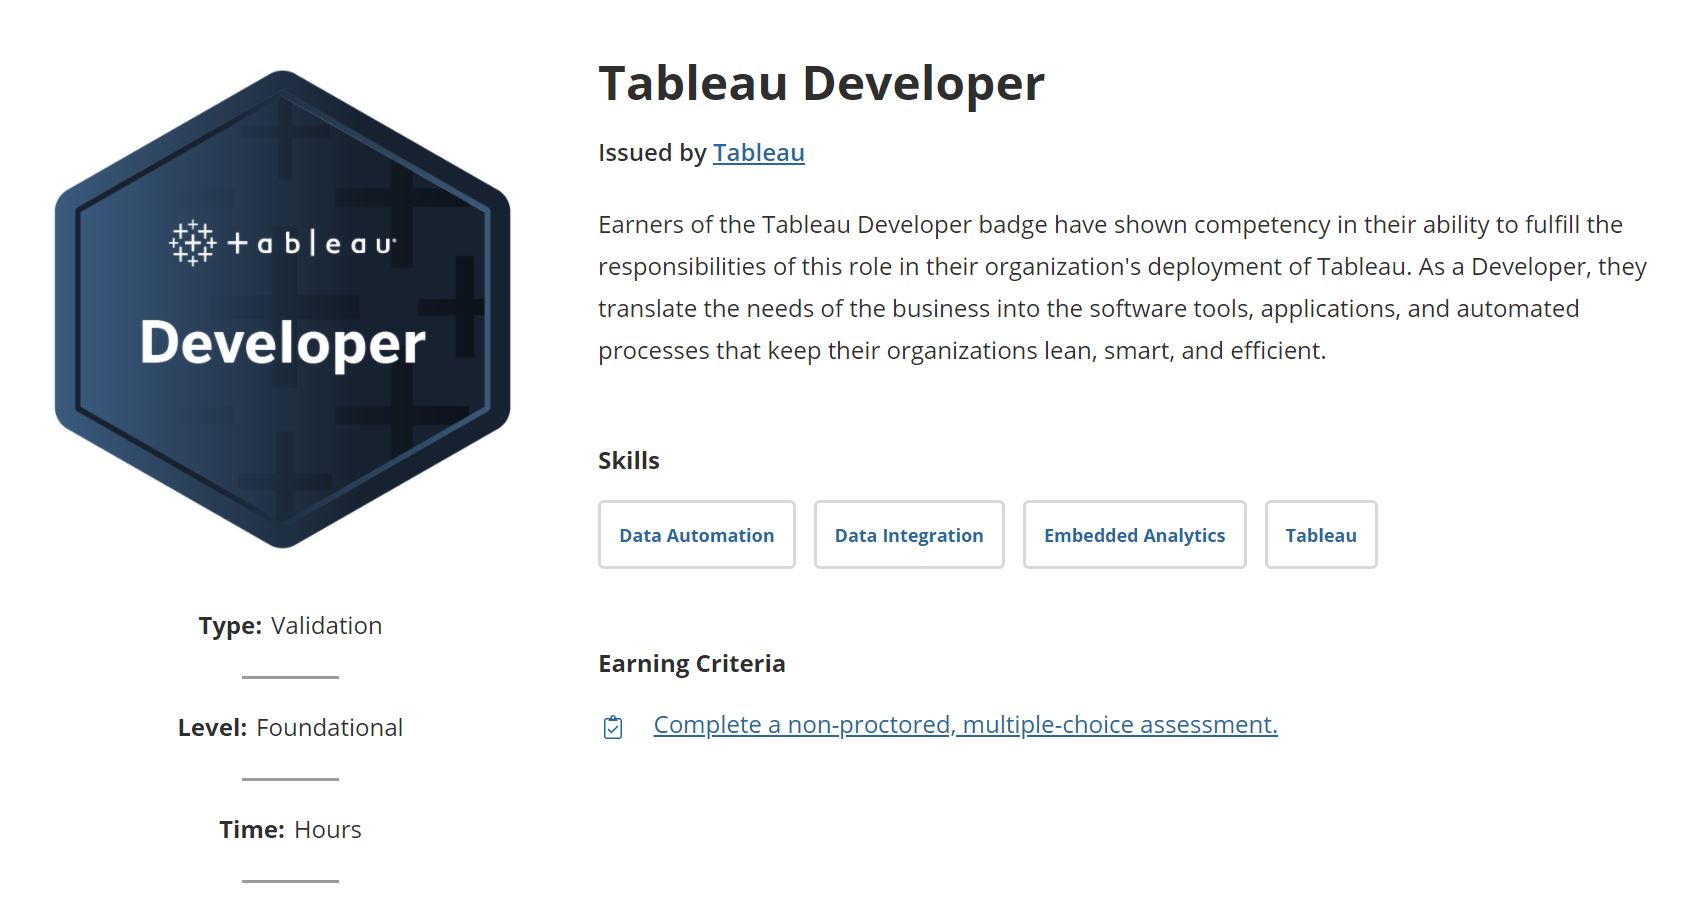 +ableau
Developer
Type: Validation
Level: Foundational
Time: Hours
Tableau Developer
Issued by Tableau
Earners of the Tableau Developer badge have shown competency in their ability to fulfill the
responsibilities of this role in their organization's deployment of Tableau. As a Developer, they
translate the needs of the business into the software tools, applications, and automated
processes that keep their organizations lean, smart, and efficient.
Skills
Data Automation Data Integration Embedded Analytics Tableau
Earning Criteria
Complete a non-proctored, multiple-choice assessment.